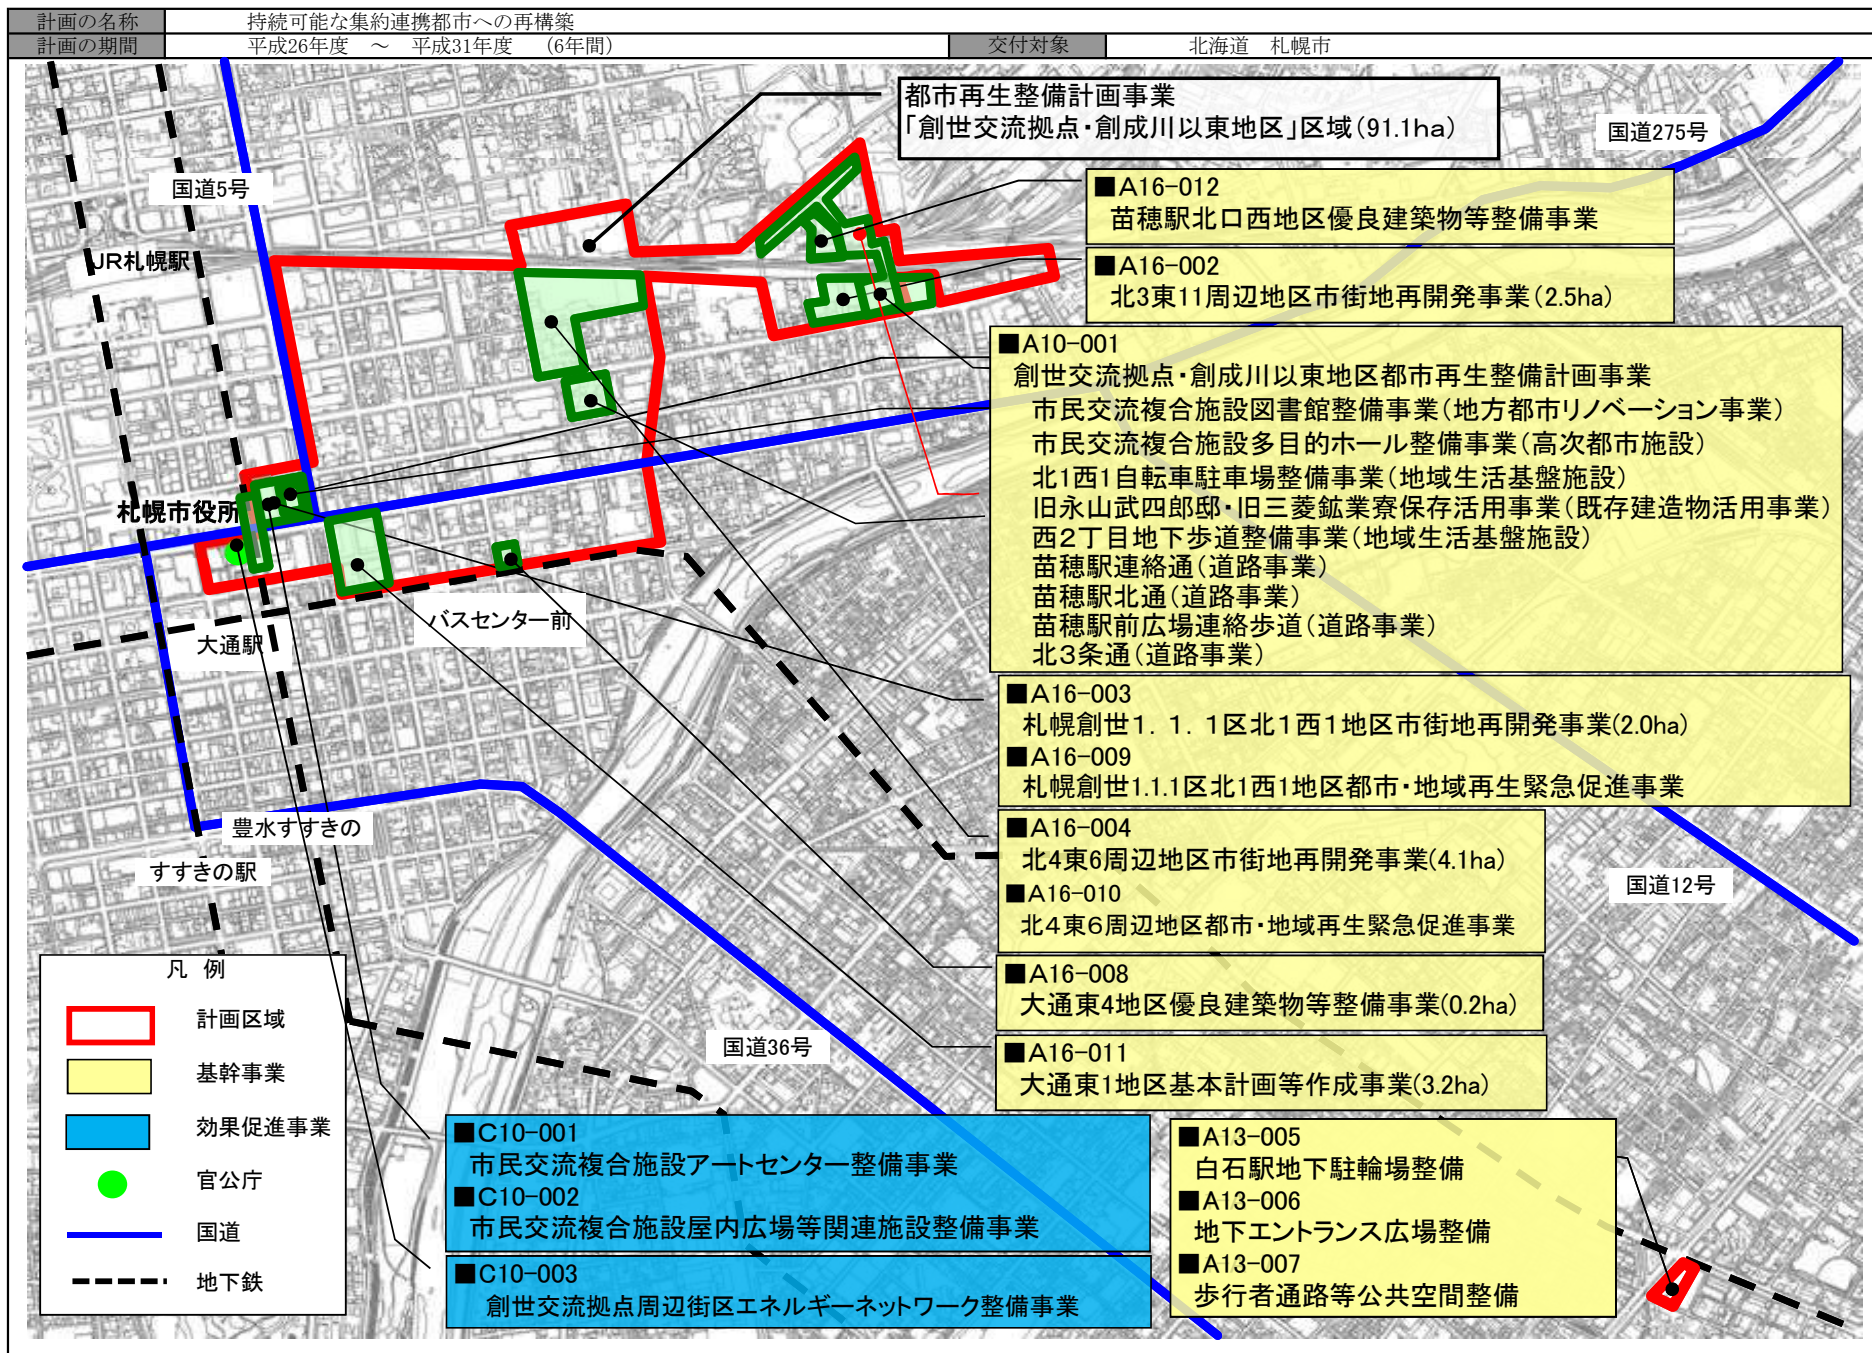 計画の名称 持続可能な集約連携都市への再構築
計画の期間 平成26年度 ～ 平成31年度 （6年間） 交付対象 北海道 札幌市
都市再生整備計画事業
「創世交流拠点・創成川以東地区」区域（91.1ha）
国道275号
国道5号
JR札幌駅
■A16-012
苗穂駅北口西地区優良建築物等整備事業
■A16-002
北3東11周辺地区市街地再開発事業（2.5ha）
■A10-001
創世交流拠点・創成川以東地区都市再生整備計画事業
市民交流複合施設図書館整備事業（地方都市リノベーション事業）
市民交流複合施設多目的ホール整備事業（高次都市施設）
北1西1自転車駐車場整備事業（地域生活基盤施設）
旧永山武四郎邸・旧三菱鉱業寮保存活用事業（既存建造物活用事業）
西２丁目地下歩道整備事業（地域生活基盤施設）
苗穂駅連絡通（道路事業）
苗穂駅北通（道路事業）
苗穂駅前広場連絡歩道（道路事業）
北３条通（道路事業）
札幌市役所
バスセンター前
大通駅
■A16-003
札幌創世1．1．1区北1西1地区市街地再開発事業(2.0ha)
■A16-009
札幌創世1.1.1区北1西1地区都市・地域再生緊急促進事業
豊水すすきの
すすきの駅
■A16-004
北4東6周辺地区市街地再開発事業(4.1ha)
■A16-010
北４東６周辺地区都市・地域再生緊急促進事業
国道12号
■A16-008
大通東4地区優良建築物等整備事業(0.2ha)
国道36号
■A16-011
大通東1地区基本計画等作成事業(3.2ha)
凡 例
計画区域
基幹事業
効果促進事業
官公庁
国道
地下鉄
■C10-001
市民交流複合施設アートセンター整備事業
■C10-002
市民交流複合施設屋内広場等関連施設整備事業
■C10-003
創世交流拠点周辺街区エネルギーネットワーク整備事業
■A13-005
白石駅地下駐輪場整備
■A13-006
地下エントランス広場整備
■A13-007
歩行者通路等公共空間整備